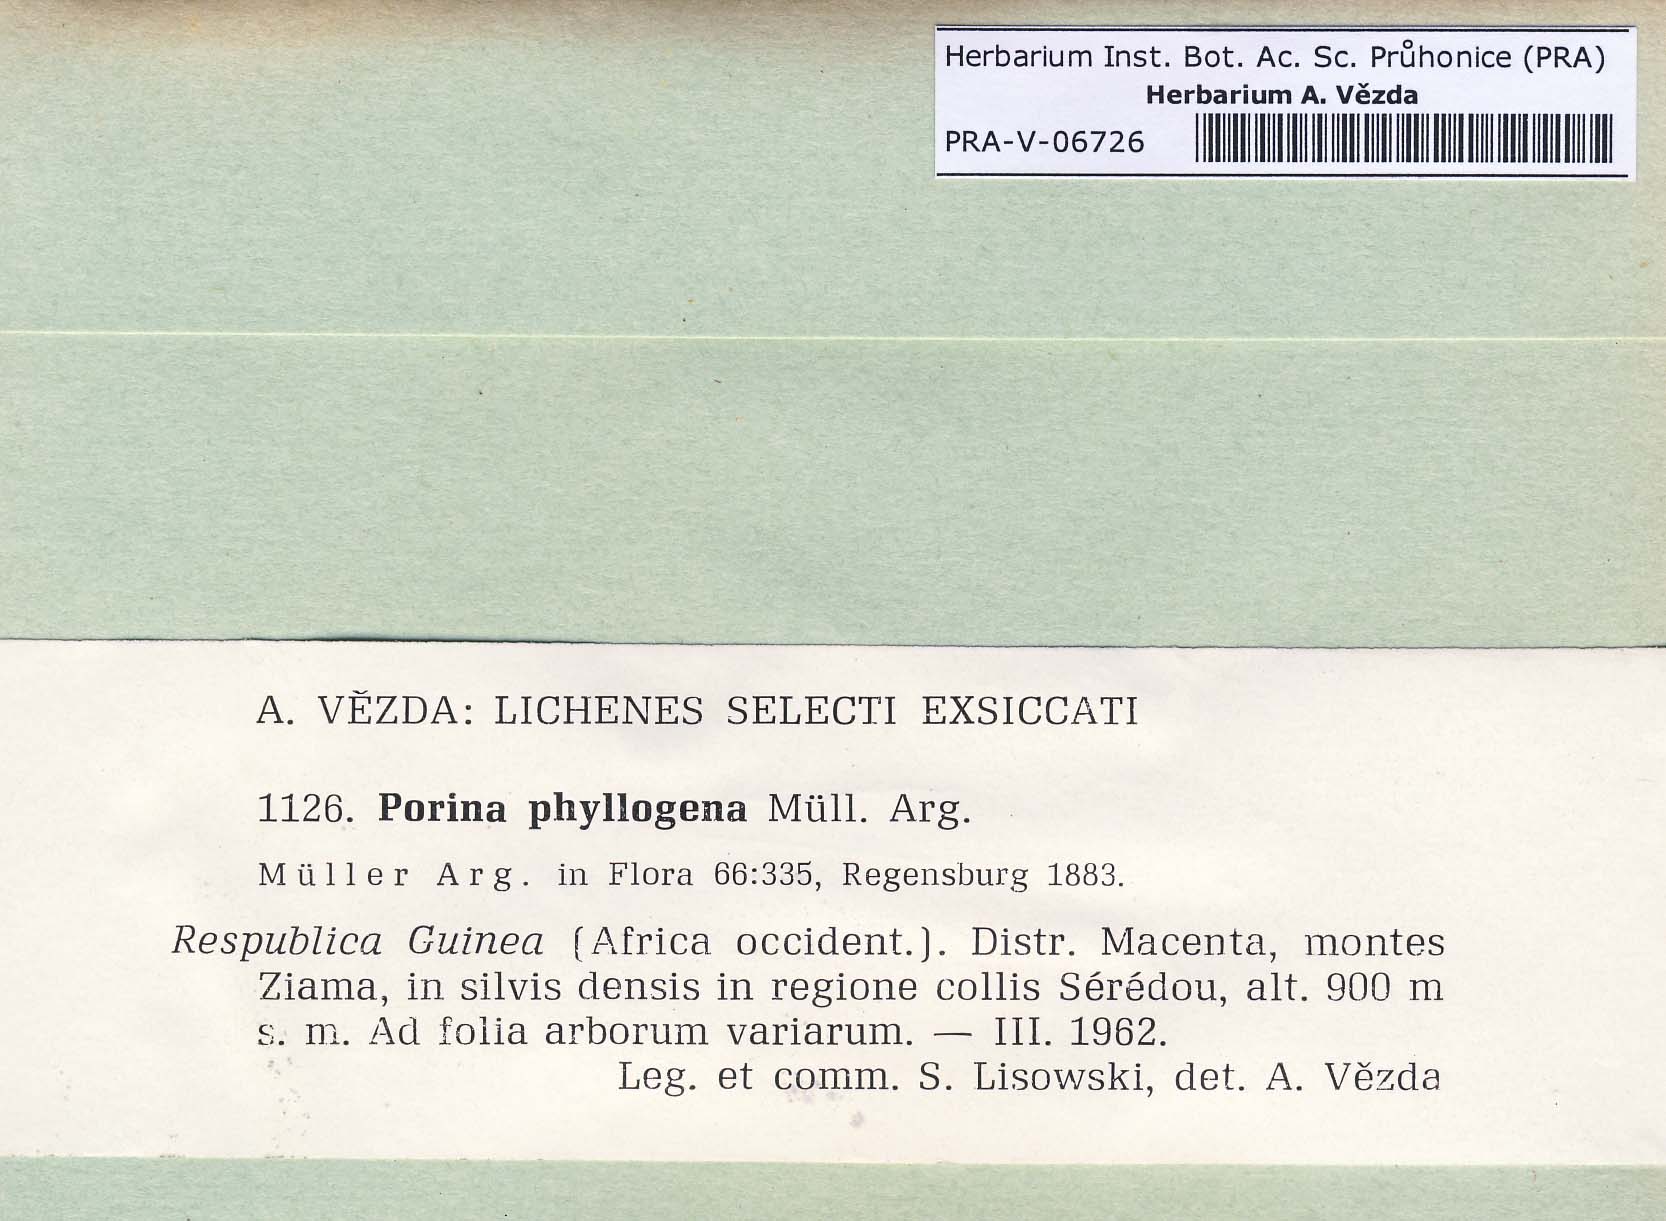 Herbarium Inst. Bot. Ac. Sc. Průhonice (PRA)
Herbarium A. Vězda
PRA-V-06726
A. VĚZDA: LICHENES SELECTI EXSICCATI
1126. Porina phyllogena Müll. Arg.
Müller Arg. in Flora 66:335, Regensburg 1883.
Respublica Guinea (Africa occident.). Distr. Macenta, montes
Ziama, in silvis densis in regione collis Sérédou, alt. 900 m
s. m. Ad folia arborum variarum. — III. 1962.
Leg. et comm. S. Lisowski, det. A. Vězda